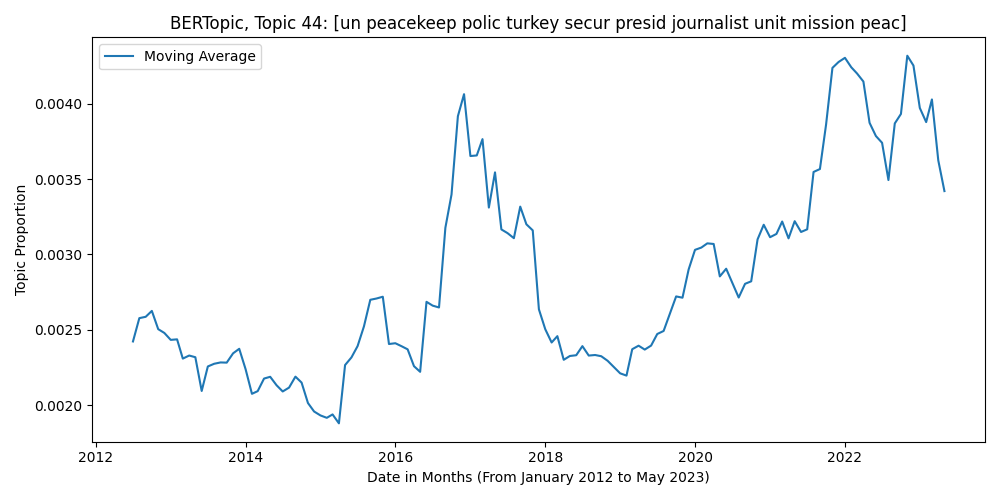 BERTopic, Topic 44: [un peacekeep polic turkey secur presid journalist unit mission peac]
Moving Average
Topic Proportion
0.0040
0.0035
0.0030
0.0025
0.0020
2012 2014 2016 2018 2020 2022
Date in Months (From January 2012 to May 2023)